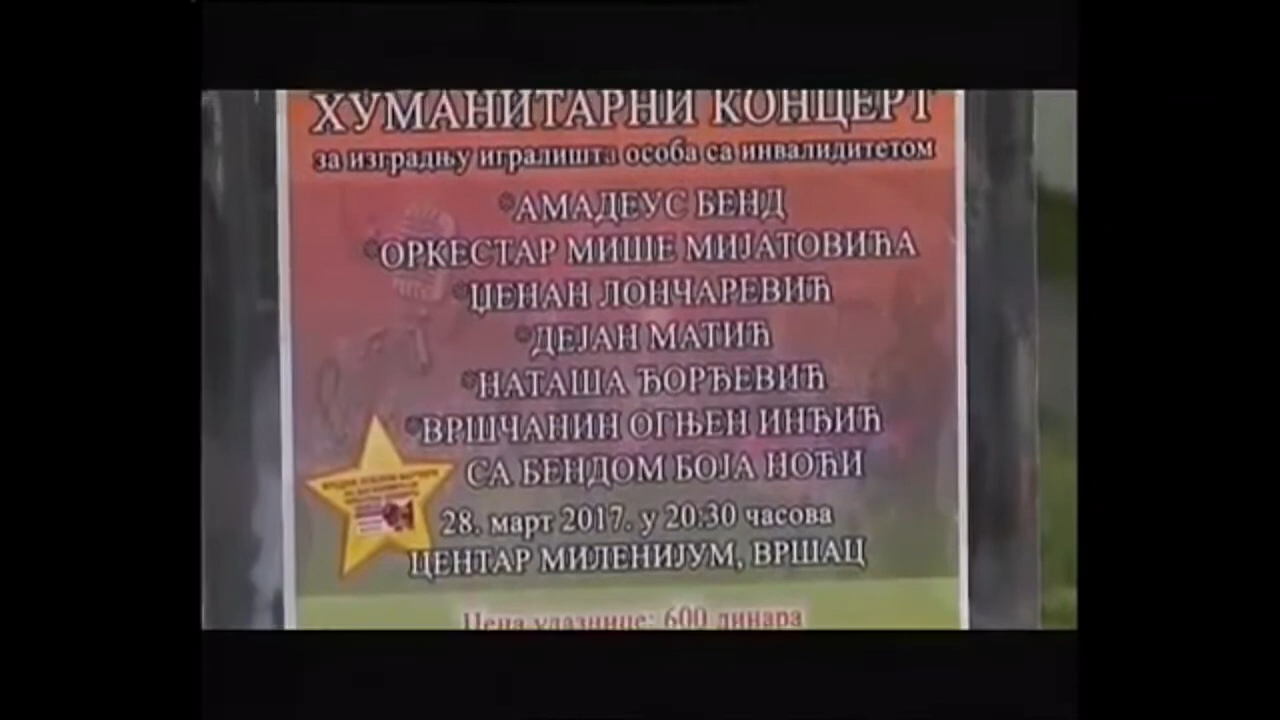 ХУМАНИТАРНИ КОНЦЕРТ
за изградњу игралишта особа са инвалидитетом
*АМАДЕУС БЕНД
*ОРКЕСТАР МИШЕ МИЈАТОВИЋА
*ЏЕНАН ЛОНЧАРЕВИЋ
*ДЕЈАН МАТИЋ
*НАТАША ЂОРЂЕВИЋ
*ВРШЧАНИН ОГЊЕН ИНЂИЋ
СА БЕНДОМ БОЈА НОЋИ
28. март 2017. у 20:30 часова
ЦЕНТАР МИЛЕНИЈУМ, ВРШАЦ
Цена улазнице: 600 динара